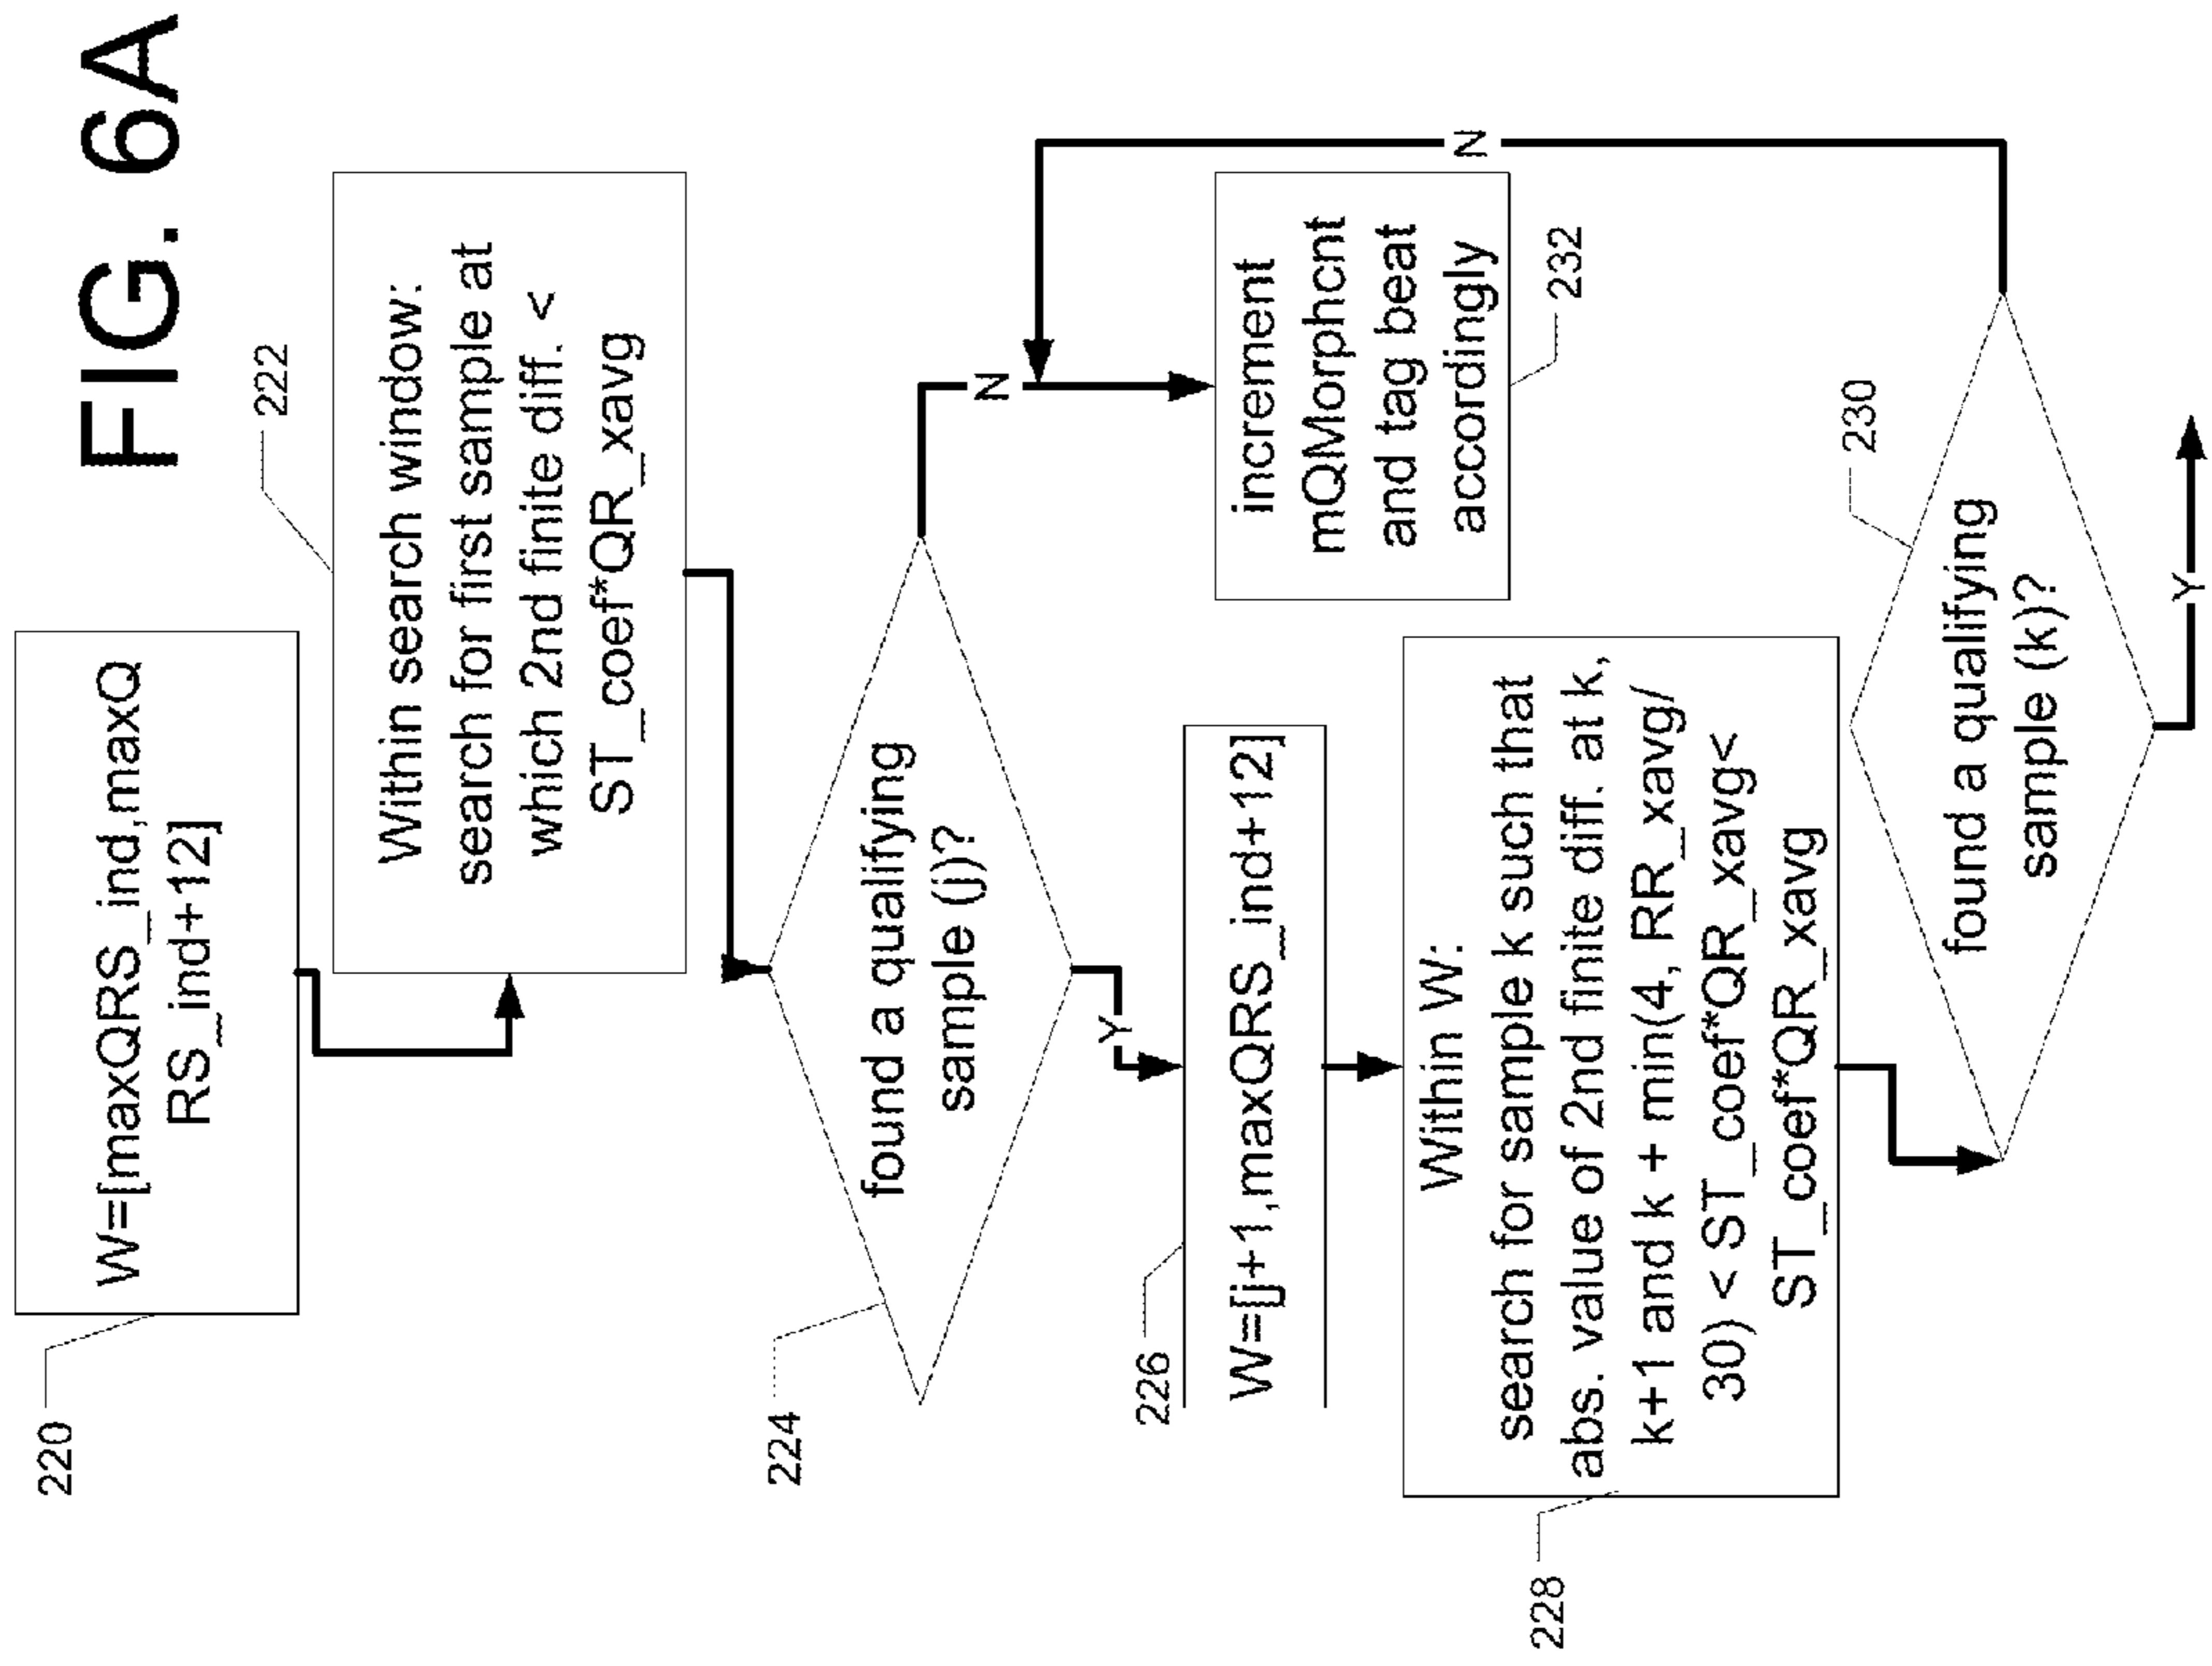 FIG. 6A
220
W=[maxQRS_ind,maxQ
RS_ind+12]
222
Within search window:
search for first sample at
which 2nd finite diff. <
ST_coef*QR_xavg
224
found a qualifying
sample (j)?
N
Y
226
W=[j+1,maxQRS_ind+12]
228
Within W:
search for sample k such that
abs. value of 2nd finite diff. at k,
k+1 and k + min(4, RR_xavg/
30) < ST_coef*QR_xavg<
ST_coef*QR_xavg
increment
mQMorphcnt
and tag beat
accordingly
232
N
230
found a qualifying
sample (k)?
Y